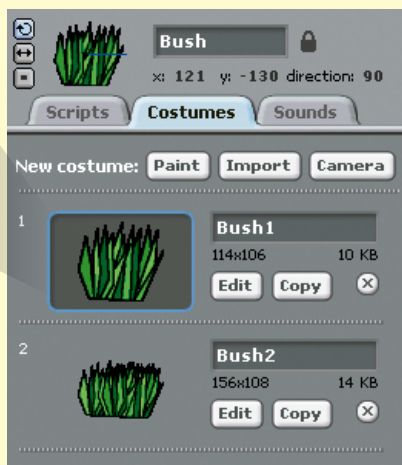 Bush
x: 121 y: -130 direction: 90
Scripts Costumes Sounds
New costume: Paint Import Camera
1
Bush1
114x106 10 KB
Edit Copy
2
Bush2
156x108 14 KB
Edit Copy